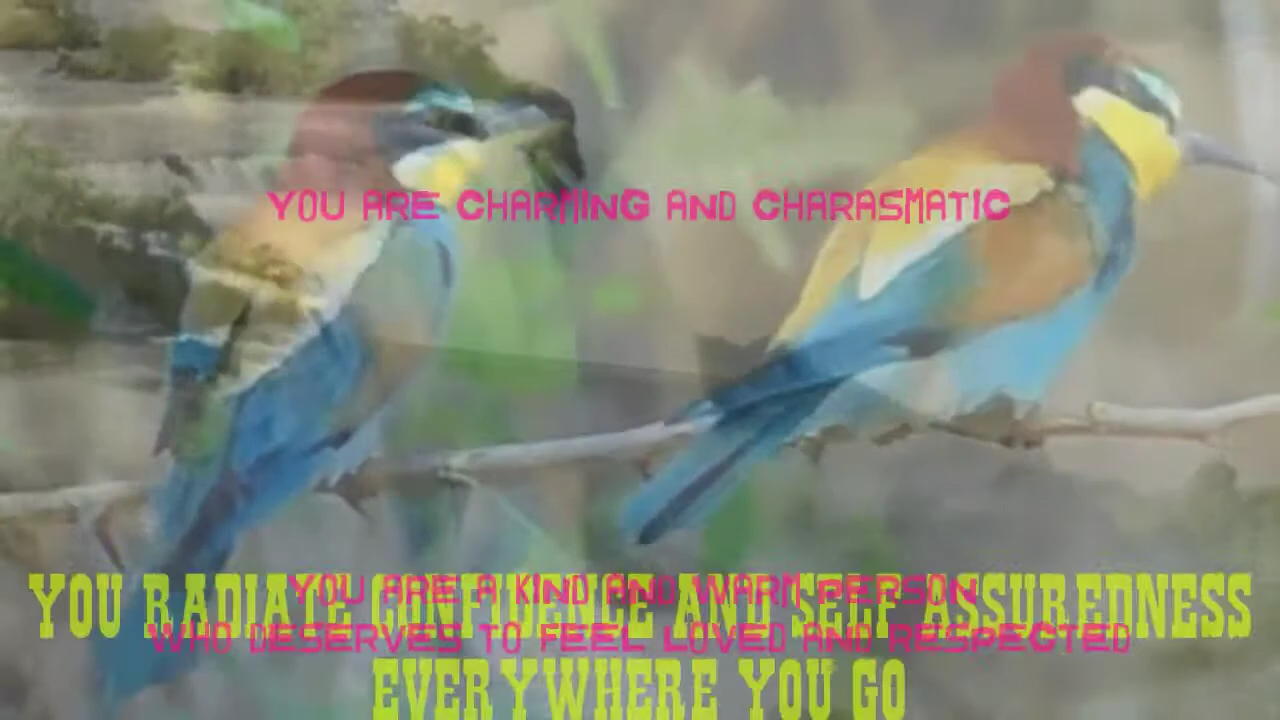 YOU ARE CHARMING AND CHARASMATIC
YOU RADIATE CONFIDENCE AND SELF ASSUREDNESS
EVERYWHERE YOU GO
YOU ARE A KIND AND WARM PERSON
WHO DESERVES TO FEEL LOVED AND RESPECTED